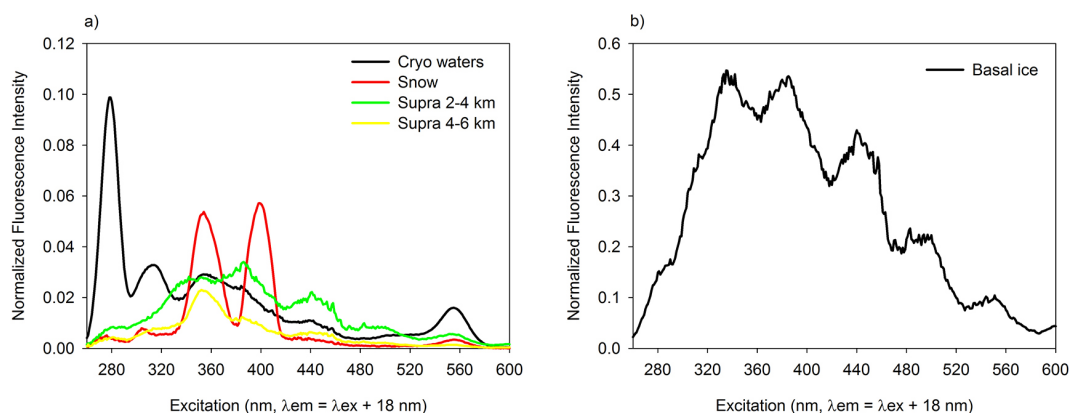 a)
Normalized Fluorescence Intensity
0.12
0.10
0.08
0.06
0.04
0.02
0.00
Cryo waters
Snow
Supra 2-4 km
Supra 4-6 km
280 320 360 400 440 480 520 560 600
Excitation (nm, λem = λex + 18 nm)
b)
Normalized Fluorescence Intensity
0.6
0.5
0.4
0.3
0.2
0.1
0.0
Basal ice
280 320 360 400 440 480 520 560 600
Excitation (nm, λem = λex + 18 nm)